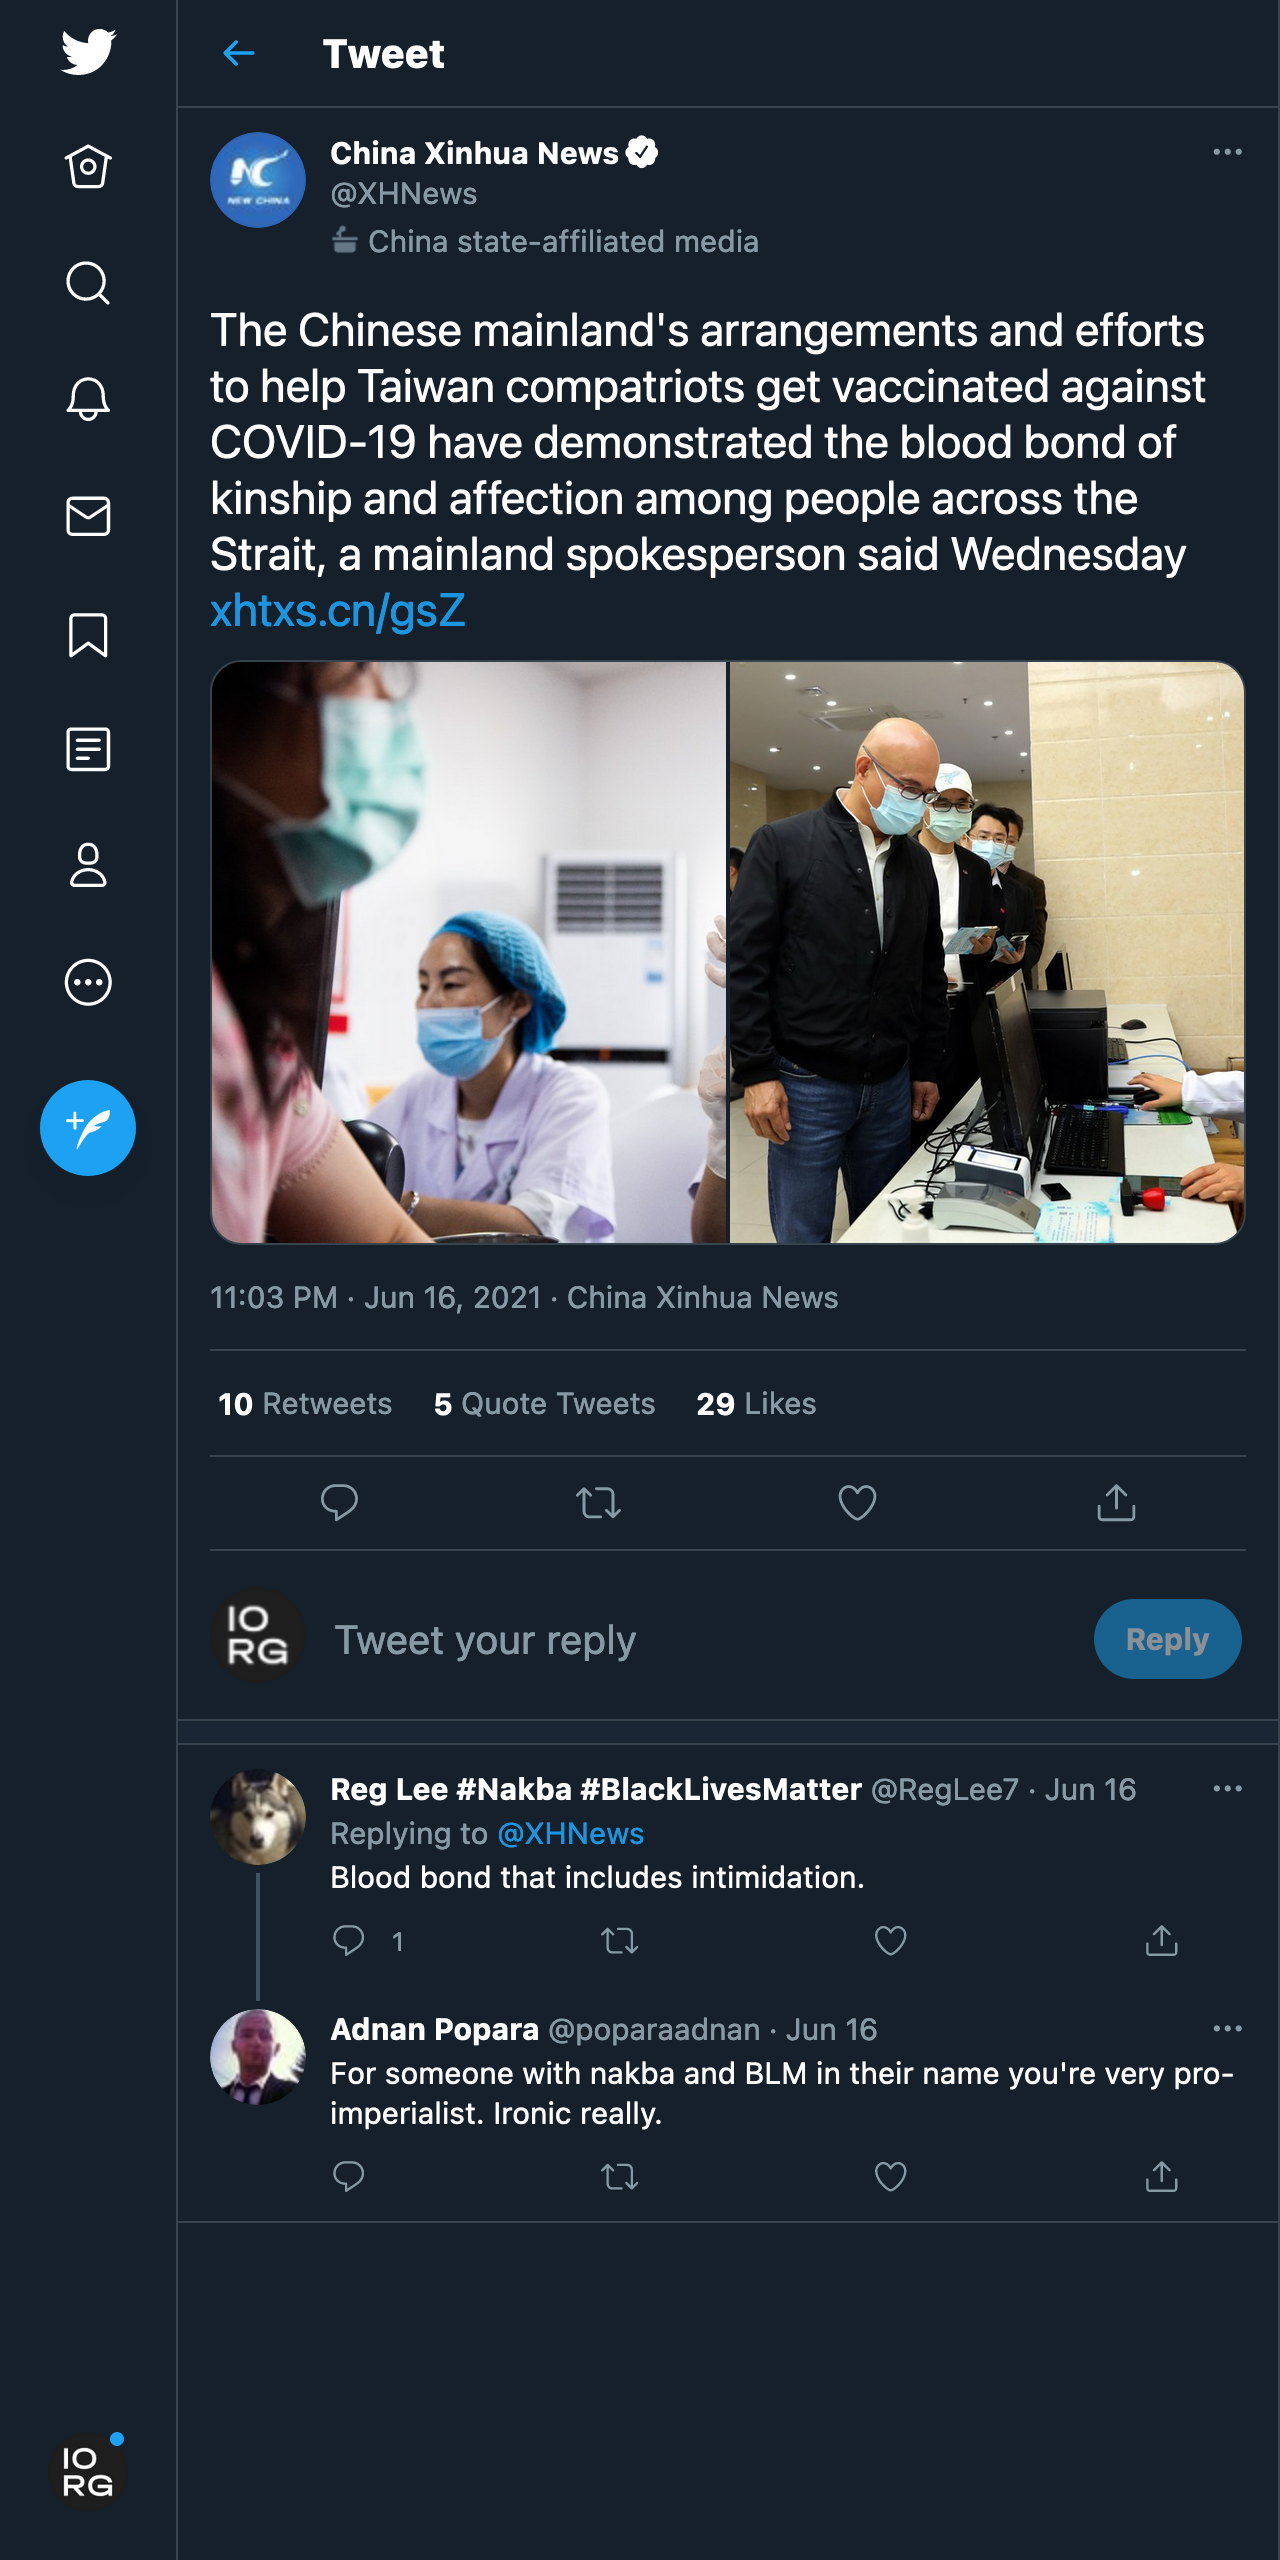 Tweet
NEW CHINA
China Xinhua News
@XHNews
China state-affiliated media
The Chinese mainland's arrangements and efforts
to help Taiwan compatriots get vaccinated against
COVID-19 have demonstrated the blood bond of
kinship and affection among people across the
Strait, a mainland spokesperson said Wednesday
xhtxs.cn/gsZ
11:03 PM · Jun 16, 2021 · China Xinhua News
10 Retweets 5 Quote Tweets 29 Likes
IO
RG
Tweet your reply
Reply
Reg Lee #Nakba #BlackLivesMatter @RegLee7 · Jun 16
Replying to @XHNews
Blood bond that includes intimidation.
1
Adnan Popara @poparaadnan · Jun 16
For someone with nakba and BLM in their name you're very pro-
imperialist. Ironic really.
IO
RG